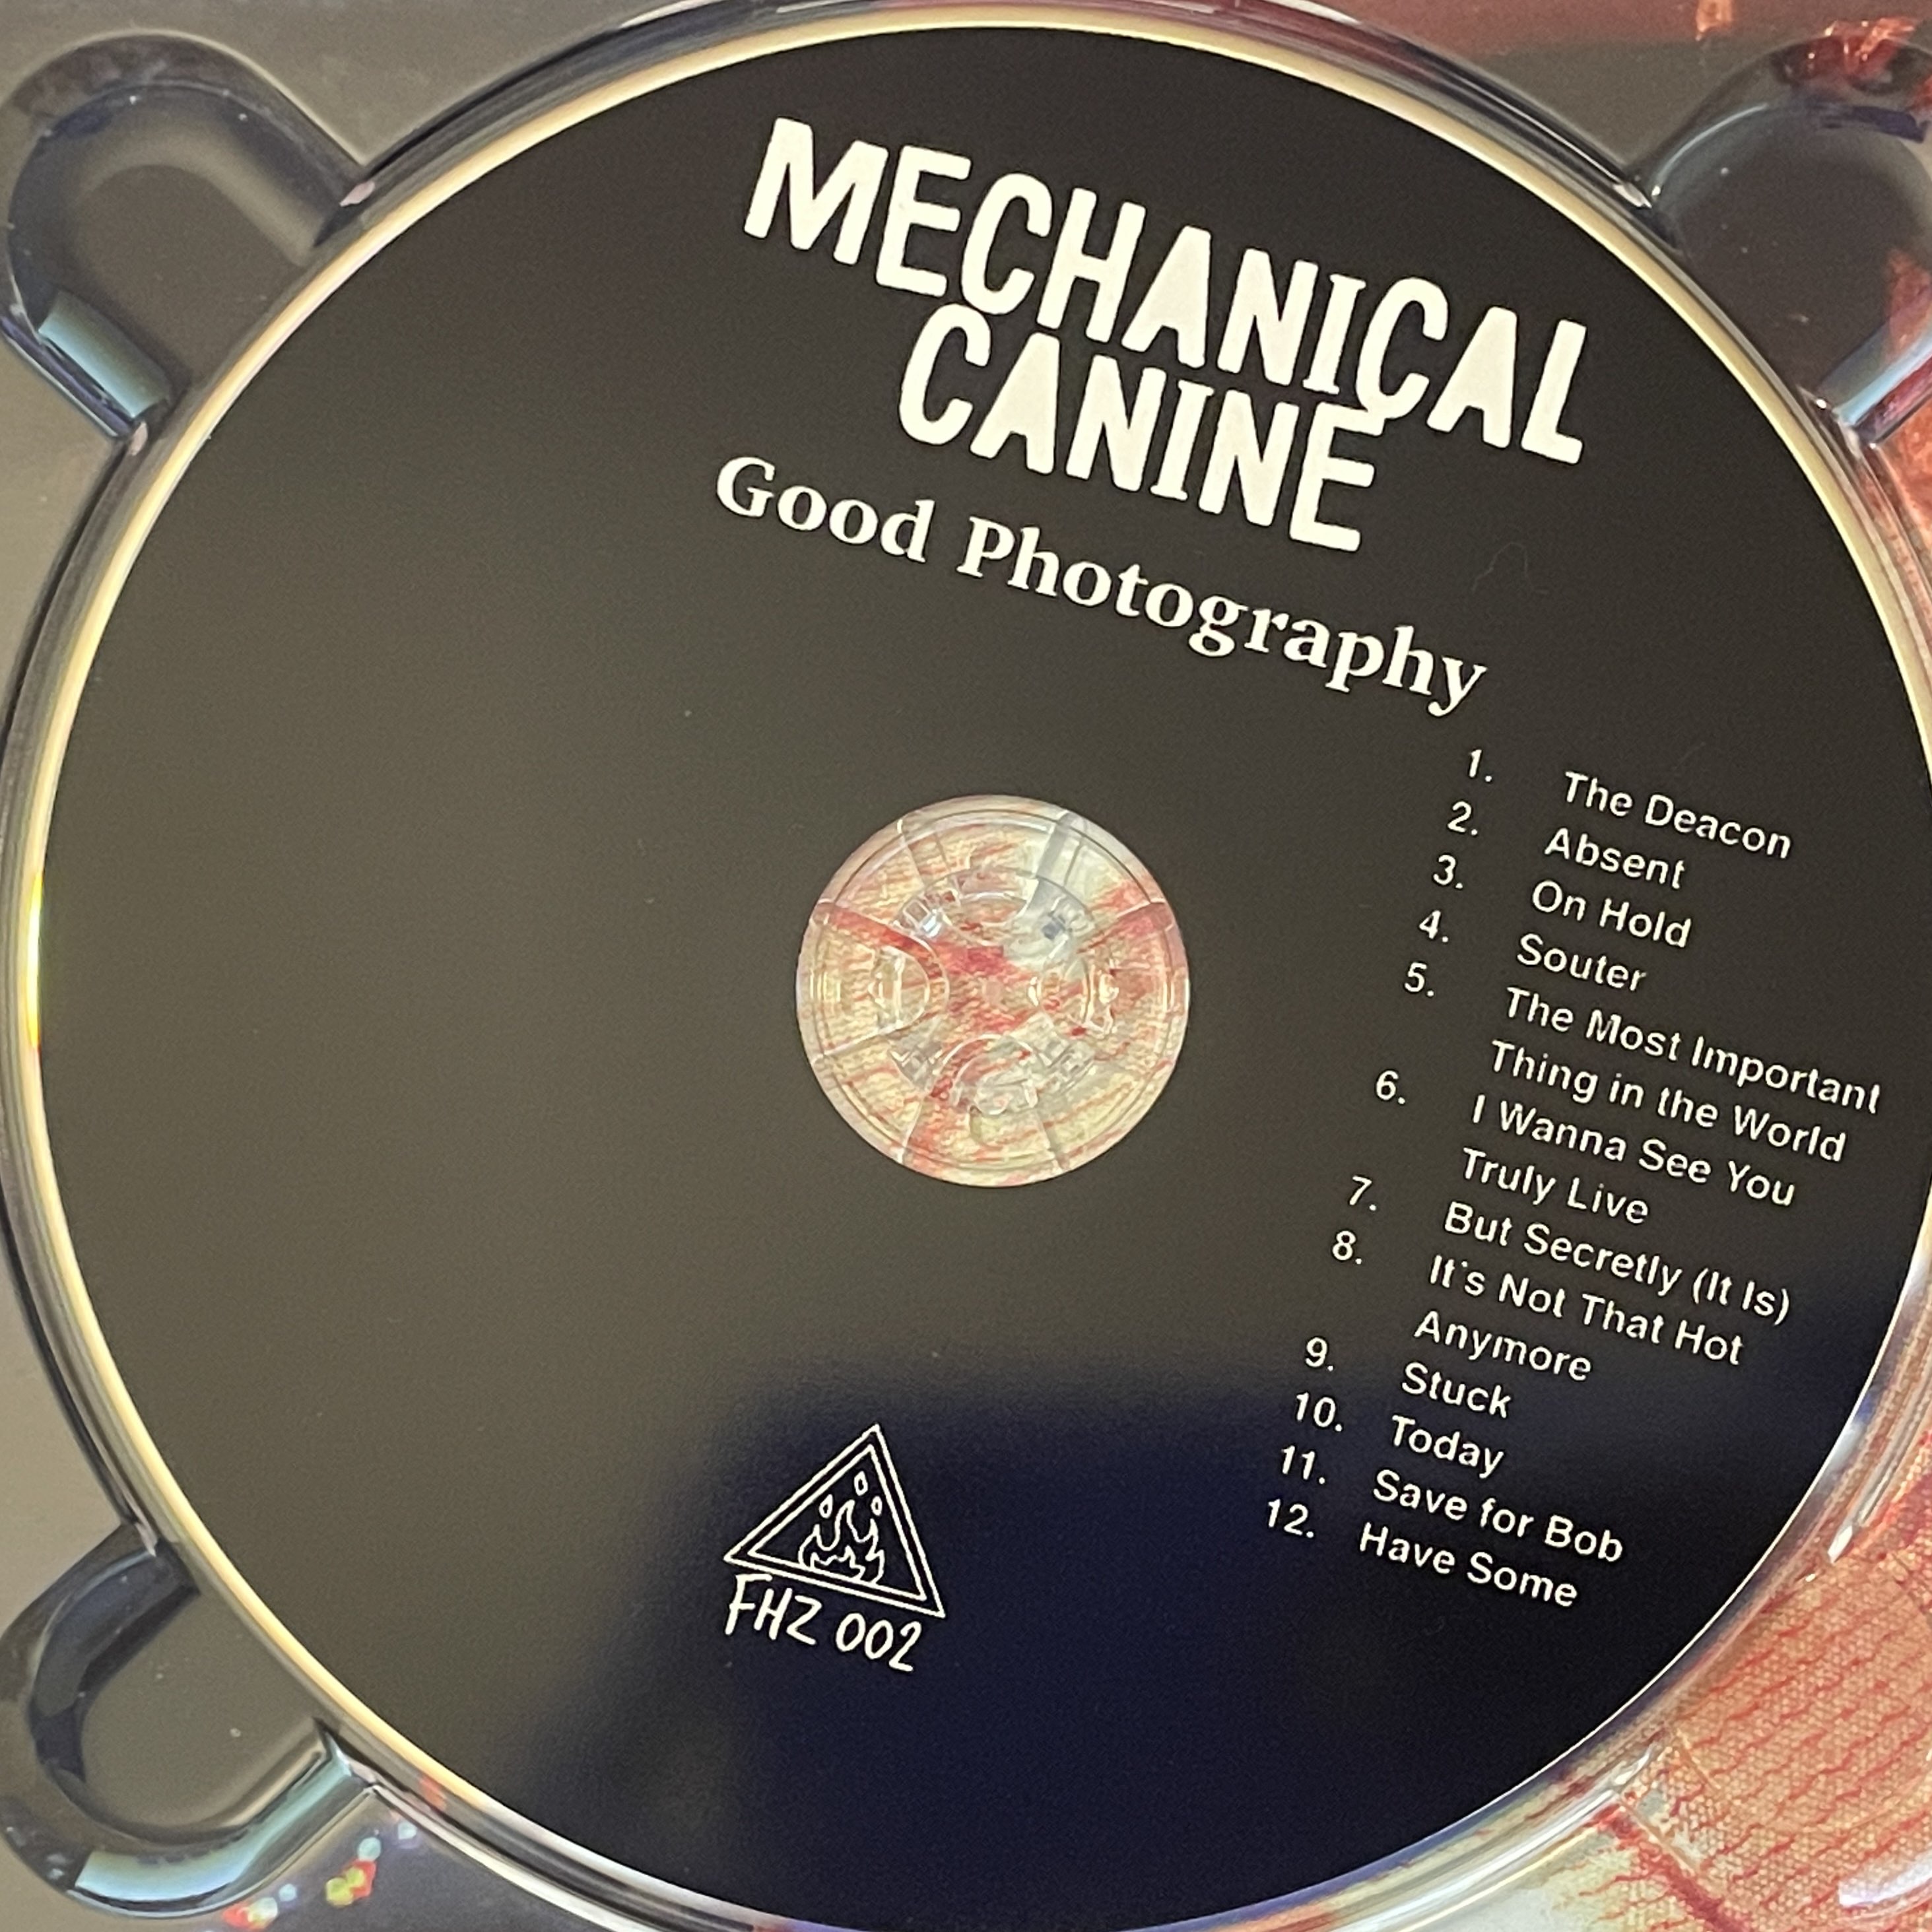 MECHANICAL
CANINE
Good Photography
1. The Deacon
2. Absent
3. On Hold
4. Souter
5. The Most Important
Thing in the World
6. I Wanna See You
Truly Live
7. But Secretly (It Is)
8. It's Not That Hot
Anymore
9. Stuck
10. Today
11. Save for Bob
12. Have Some
FHZ 002